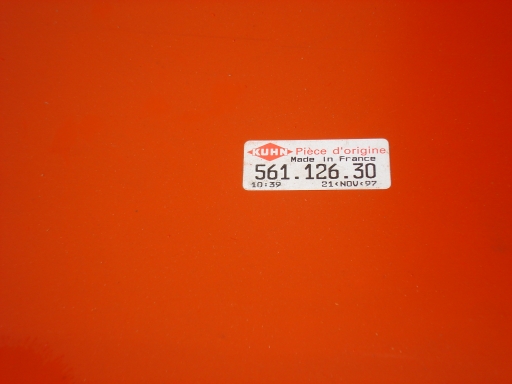 KUHN Pièce d'origine
Made in France
561.126.30
10:39 21<NOV<97